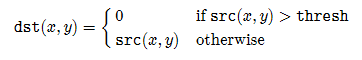 dst(x, y) = { 0 if src(x, y) > thresh
src(x, y) otherwise